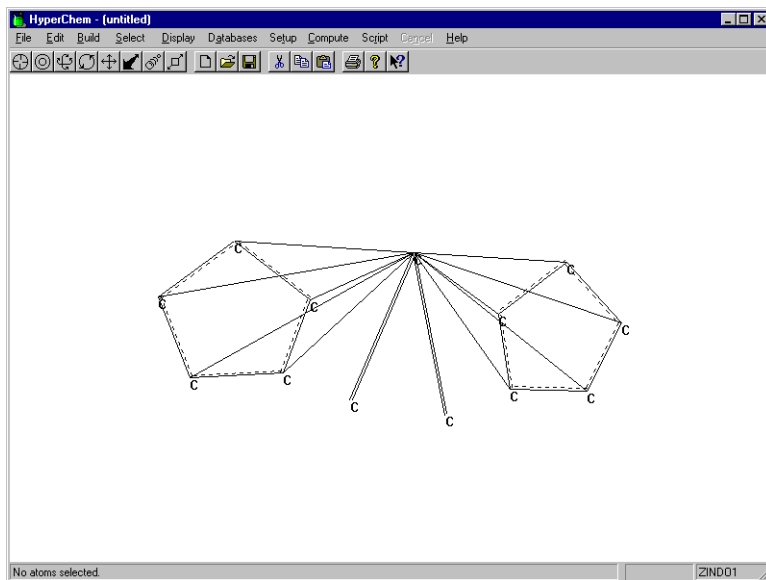 HyperChem - (untitled)
File Edit Build Select Display Databases Setup Compute Script Cancel Help
C
C
C
C
C
C
C
C
C
C
C
C
No atoms selected.
ZINDO1